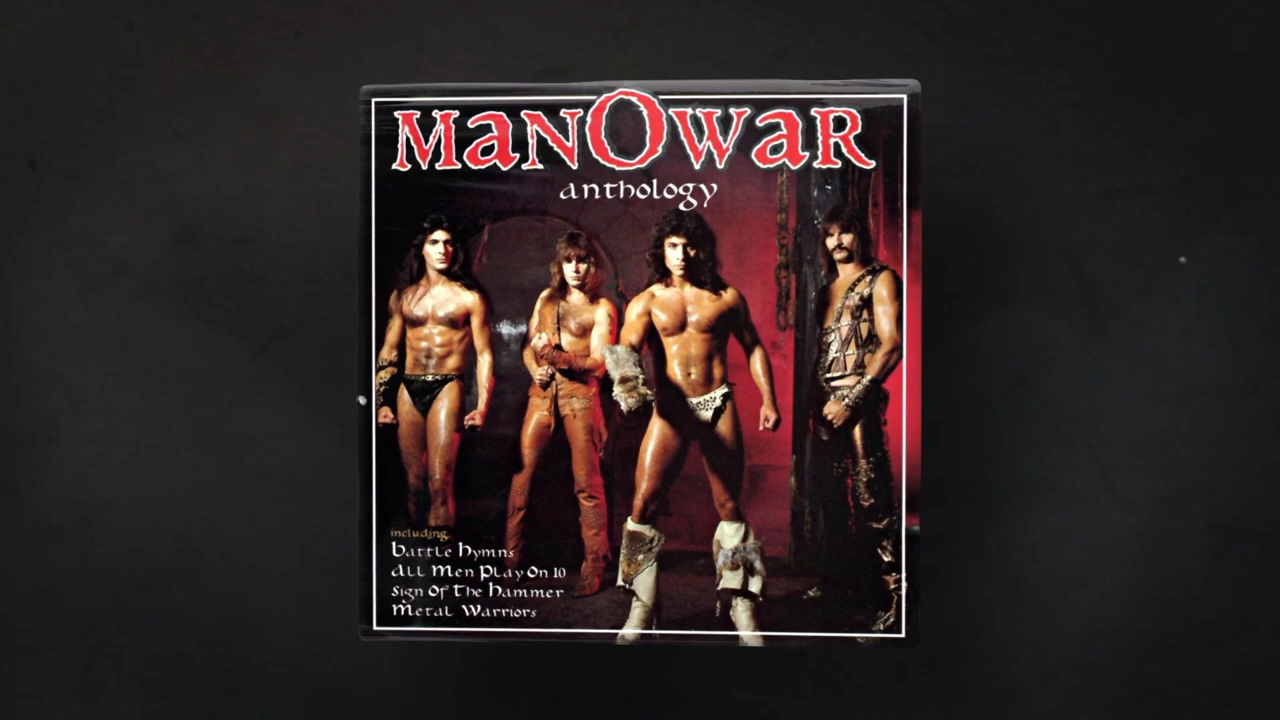 MANOWAR
anthology
including
Battle Hymns
All Men Play On 10
Sign Of The Hammer
Metal Warriors